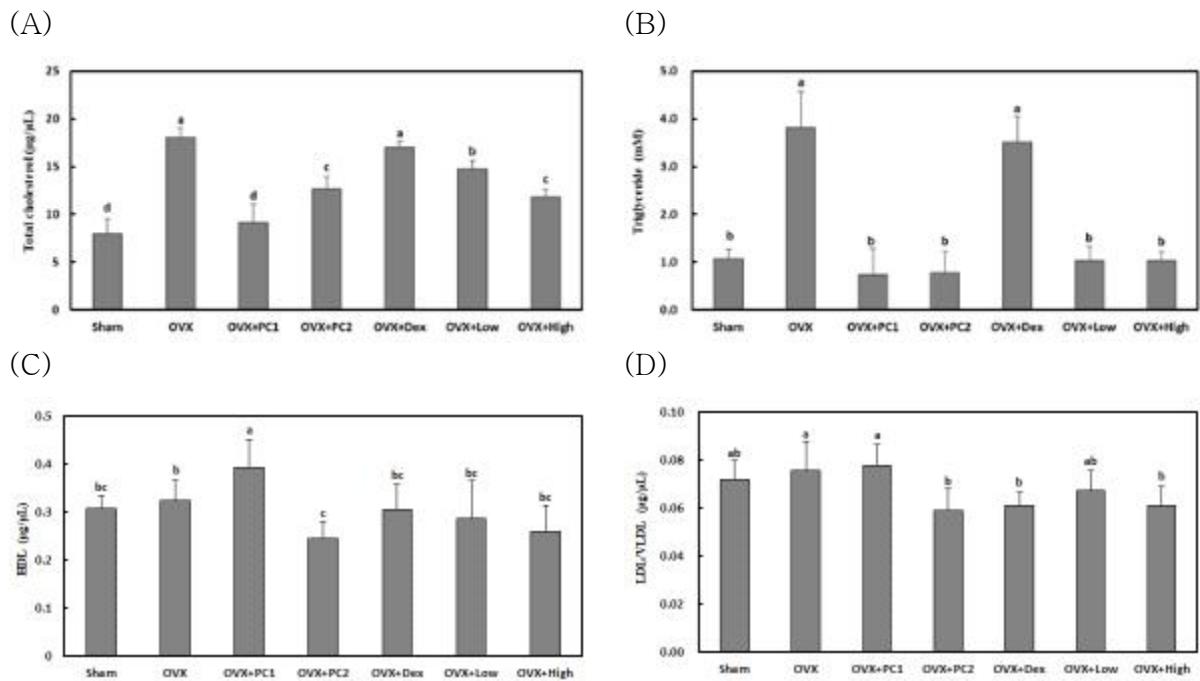 (A)
Total cholesterol (μg/μL)
25
20
15
10
5
0
d
a
d
c
a
b
c
Sham OVX OVX+PC1 OVX+PC2 OVX+Dex OVX+Low OVX+High
(B)
Triglyceride (mM)
5.0
4.0
3.0
2.0
1.0
0.0
b
a
b
b
a
b
b
Sham OVX OVX+PC1 OVX+PC2 OVX+Dex OVX+Low OVX+High
(C)
HDL (μg/μL)
0.5
0.4
0.3
0.2
0.1
0
bc
b
a
c
bc
bc
bc
Sham OVX OVX+PC1 OVX+PC2 OVX+Dex OVX+Low OVX+High
(D)
LDL/VLDL (μg/μL)
0.10
0.08
0.06
0.04
0.02
0.00
ab
a
a
b
b
ab
b
Sham OVX OVX+PC1 OVX+PC2 OVX+Dex OVX+Low OVX+High